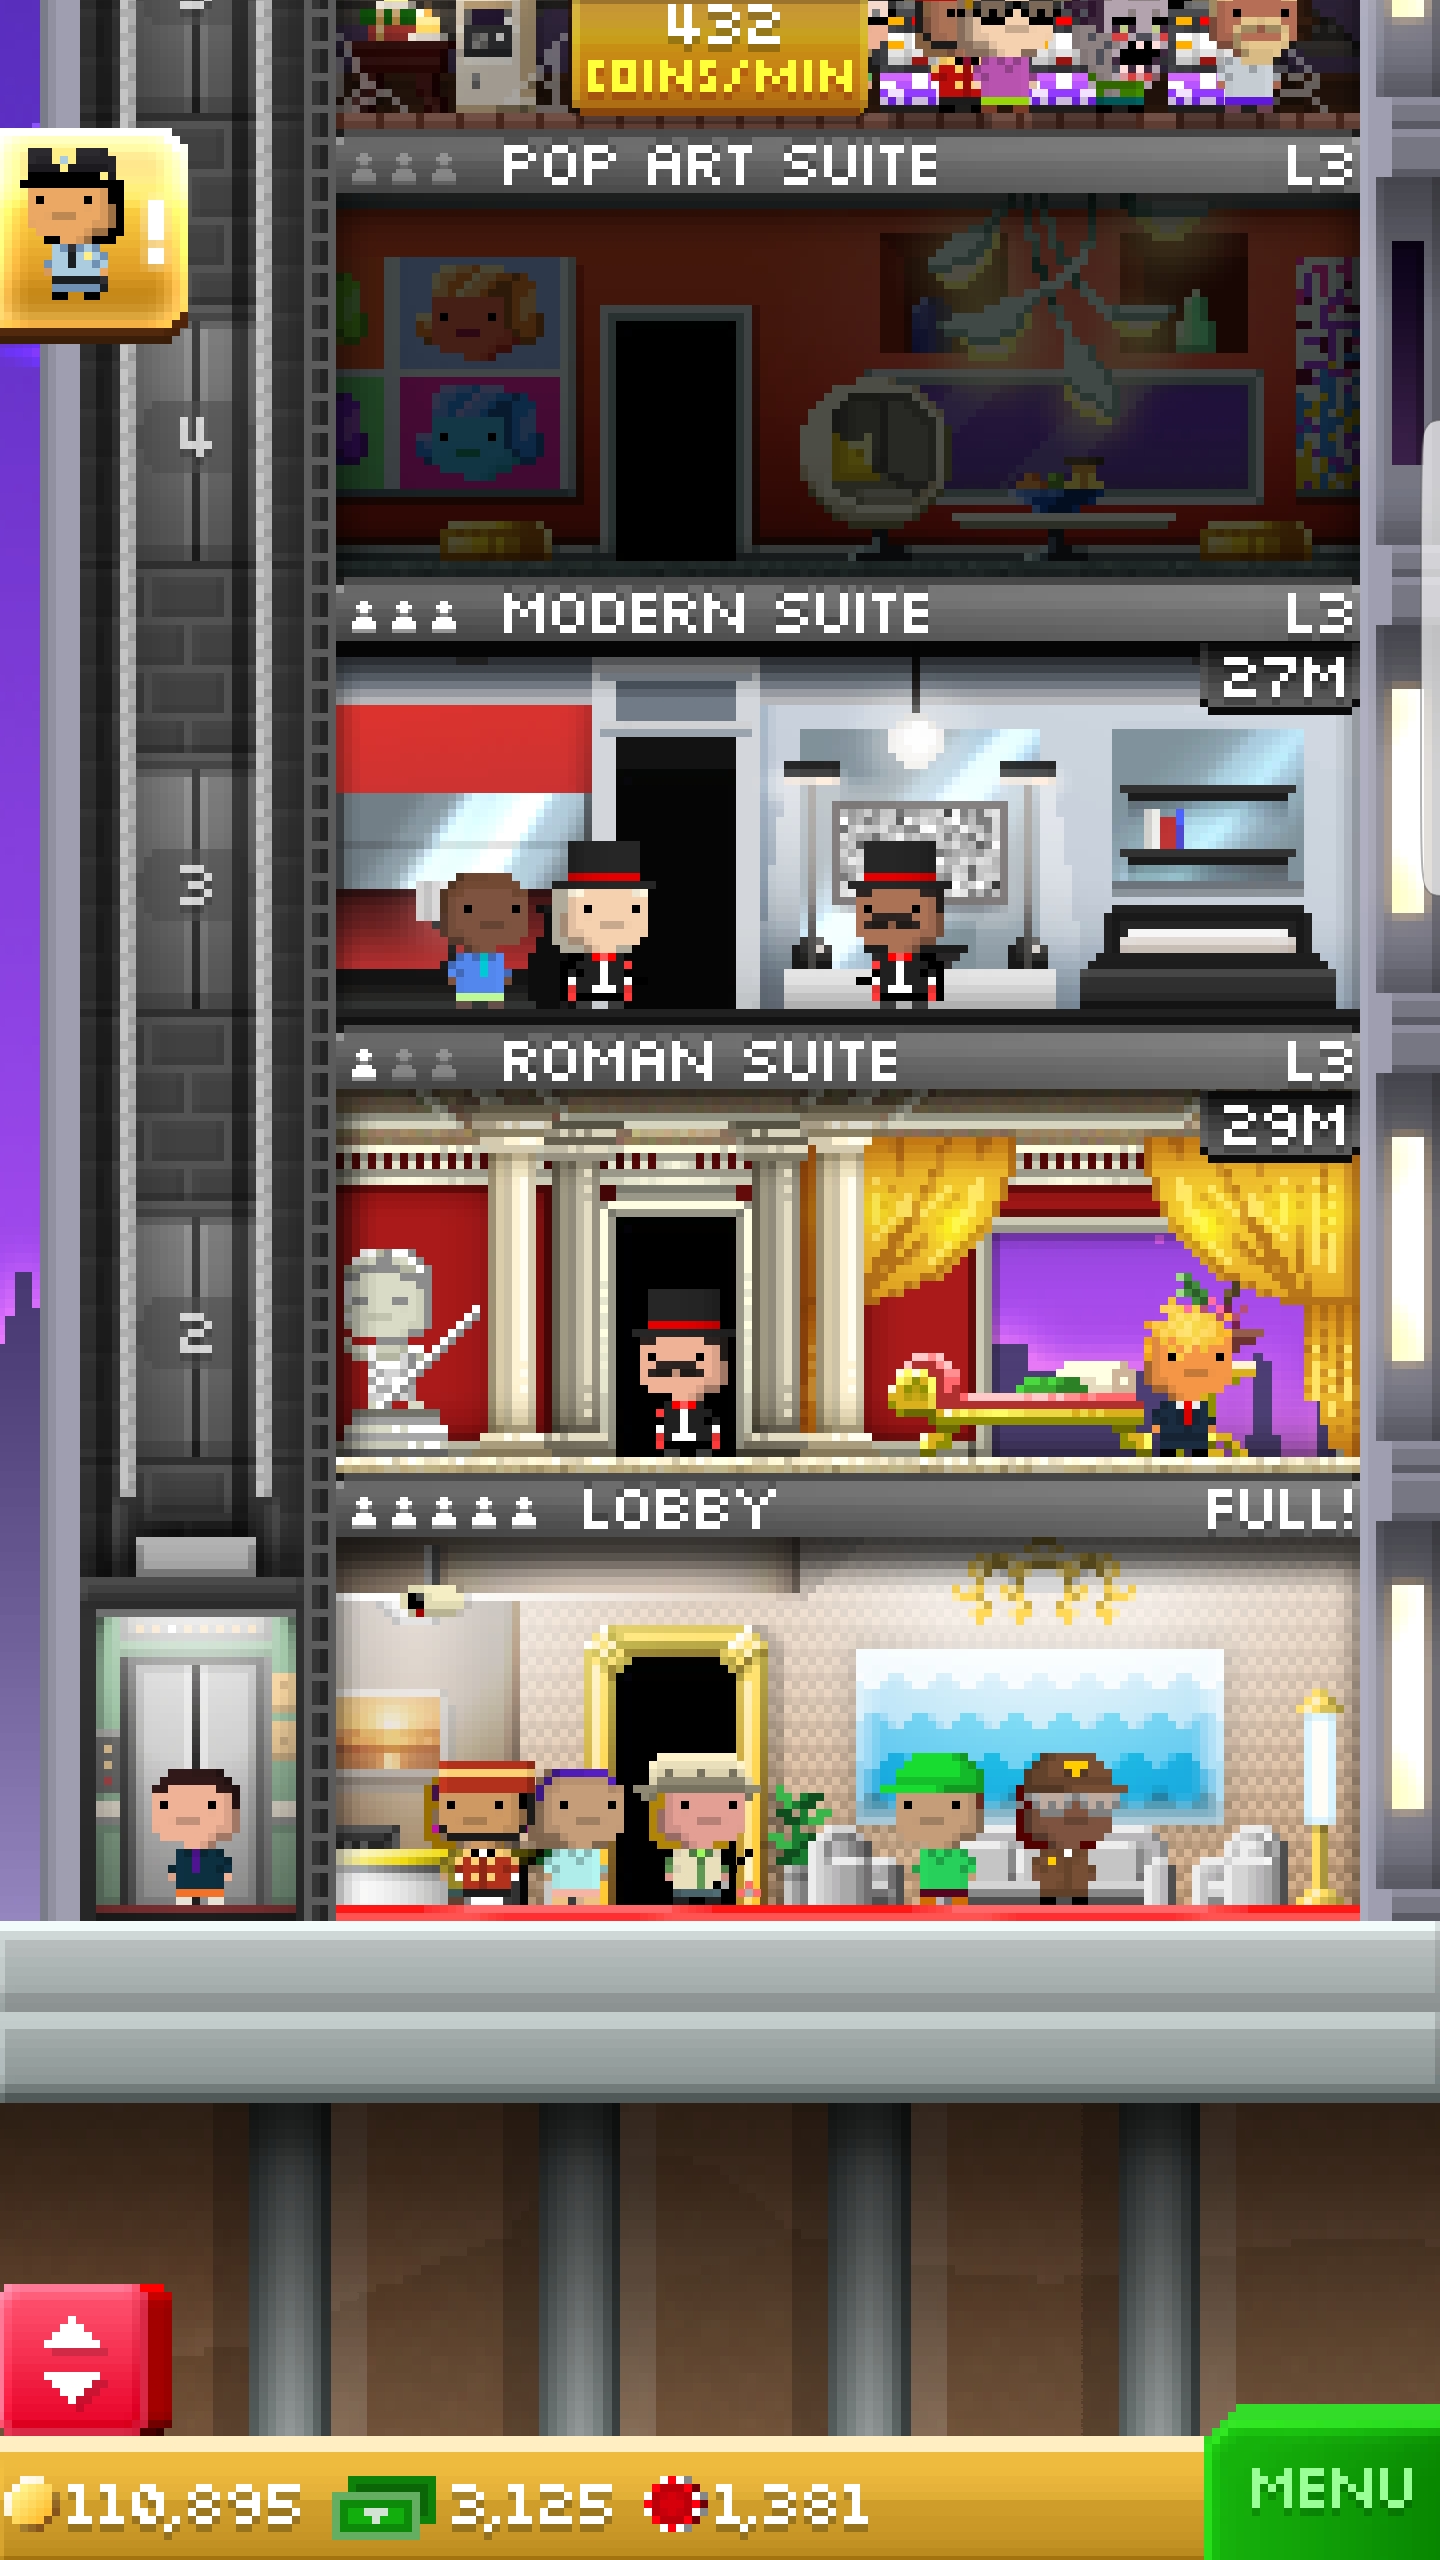 432
COINS/MIN
POP ART SUITE L3
!
4
MODERN SUITE L3
27M
3
ROMAN SUITE L3
29M
2
LOBBY FULL!
110,895 3,125 1,381
MENU